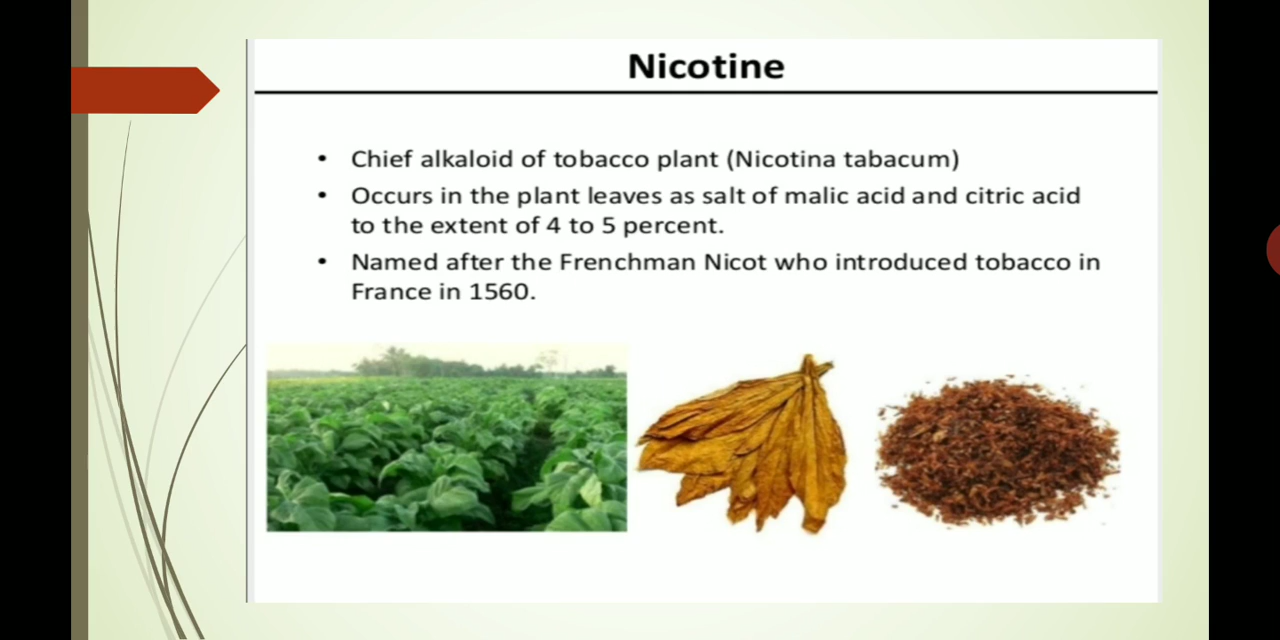 Nicotine
• Chief alkaloid of tobacco plant (Nicotina tabacum)
• Occurs in the plant leaves as salt of malic acid and citric acid
to the extent of 4 to 5 percent.
• Named after the Frenchman Nicot who introduced tobacco in
France in 1560.